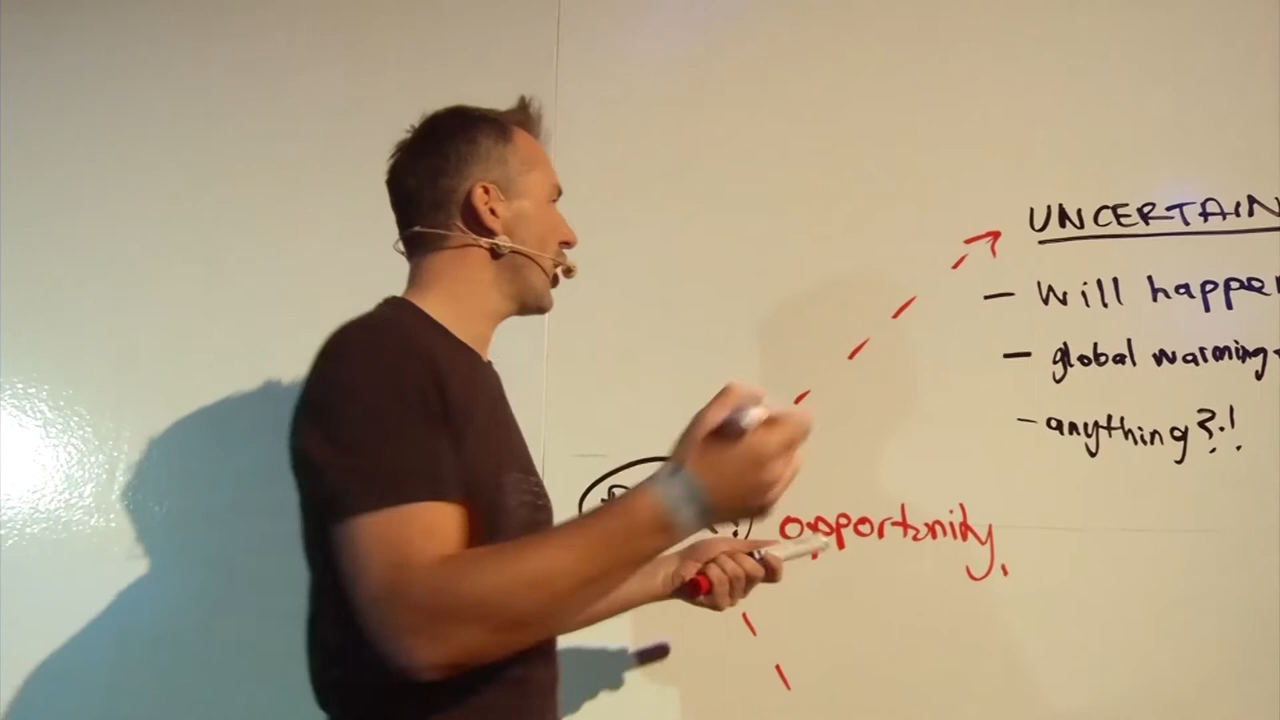 UNCERTAIN
- Will happen
- global warming
- anything?!
opportunity.